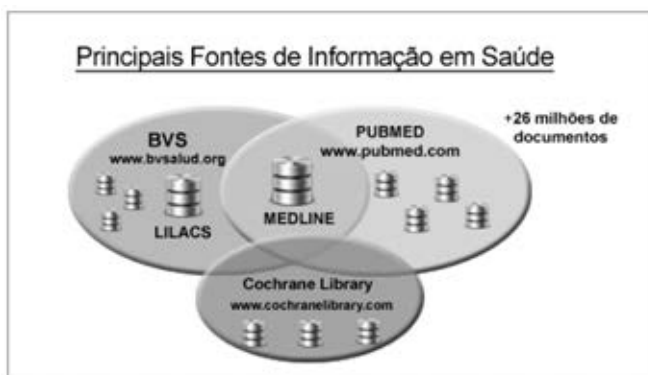 Principais Fontes de Informação em Saúde
BVS
www.bvsalud.org
LILACS
MEDLINE
PUBMED
www.pubmed.com
+26 milhões de
documentos
Cochrane Library
www.cochranelibrary.com